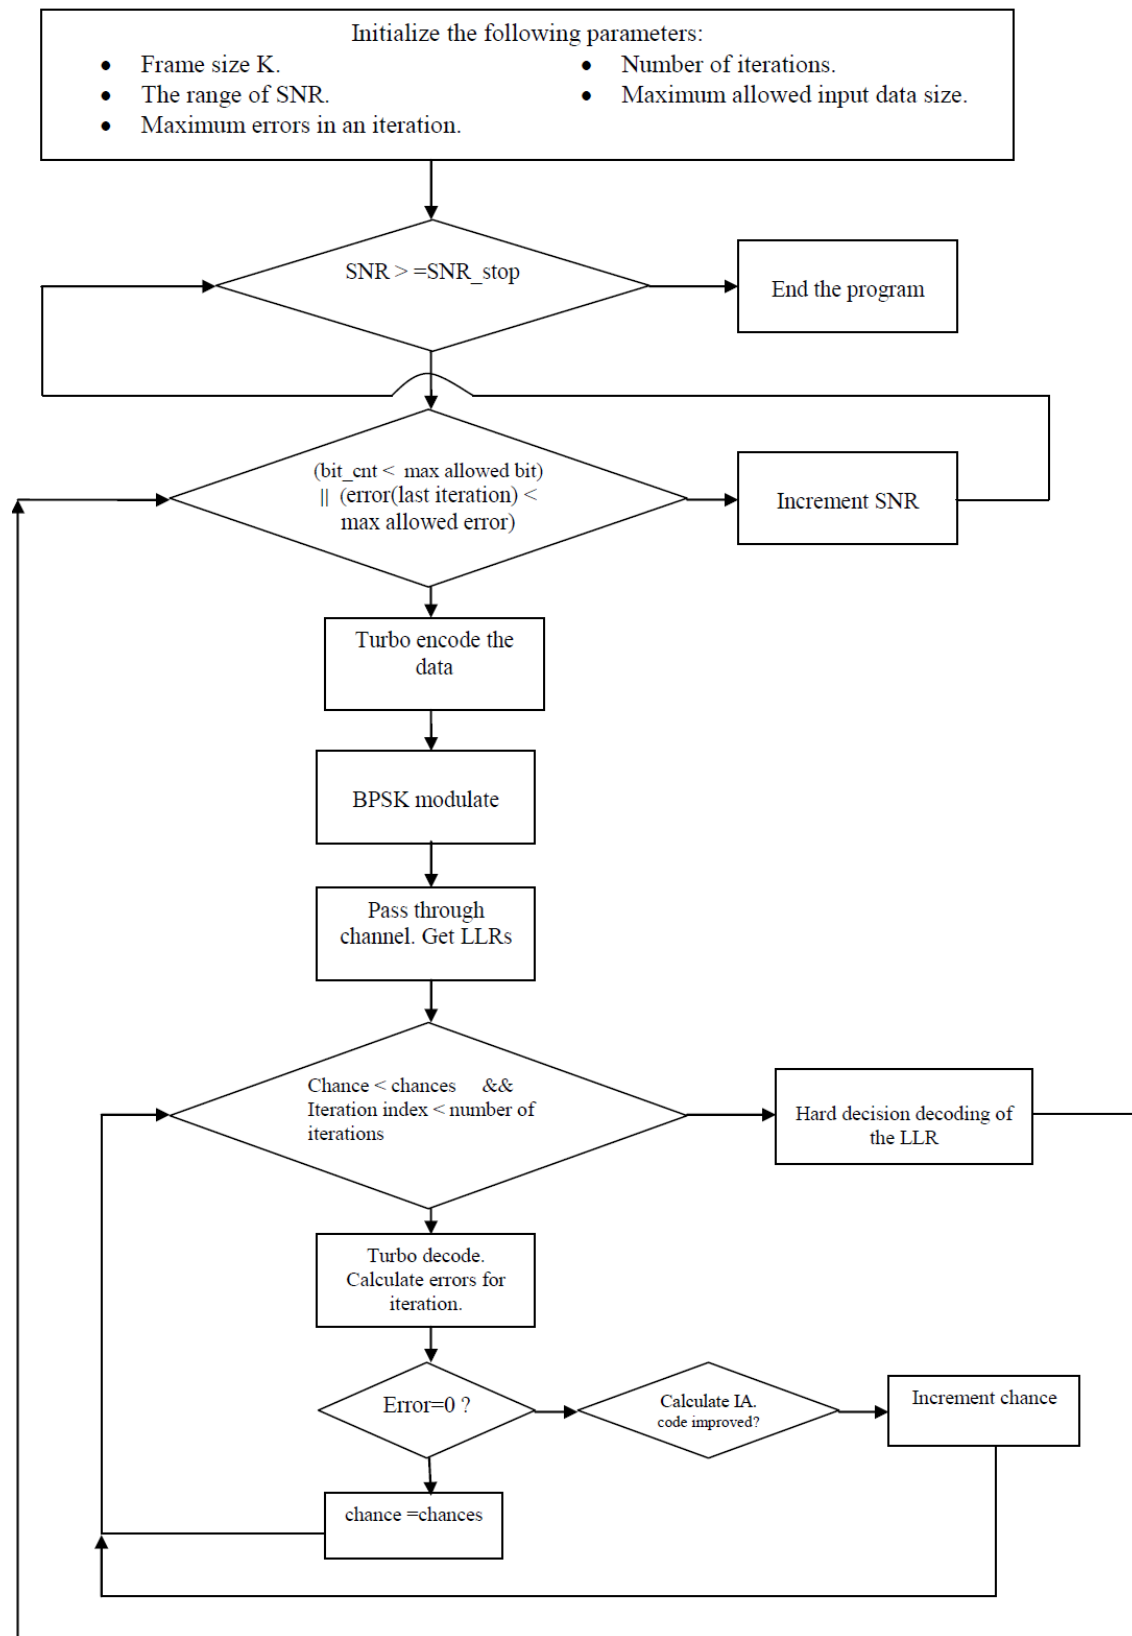 Initialize the following parameters:
• Frame size K.
• The range of SNR.
• Maximum errors in an iteration.
• Number of iterations.
• Maximum allowed input data size.
SNR > =SNR_stop
End the program
(bit_cnt < max allowed bit)
|| (error(last iteration) <
max allowed error)
Increment SNR
Turbo encode the
data
BPSK modulate
Pass through
channel. Get LLRs
Chance < chances &&
Iteration index < number of
iterations
Hard decision decoding of
the LLR
Turbo decode.
Calculate errors for
iteration.
Error=0 ?
Calculate IA.
code improved?
Increment chance
chance =chances